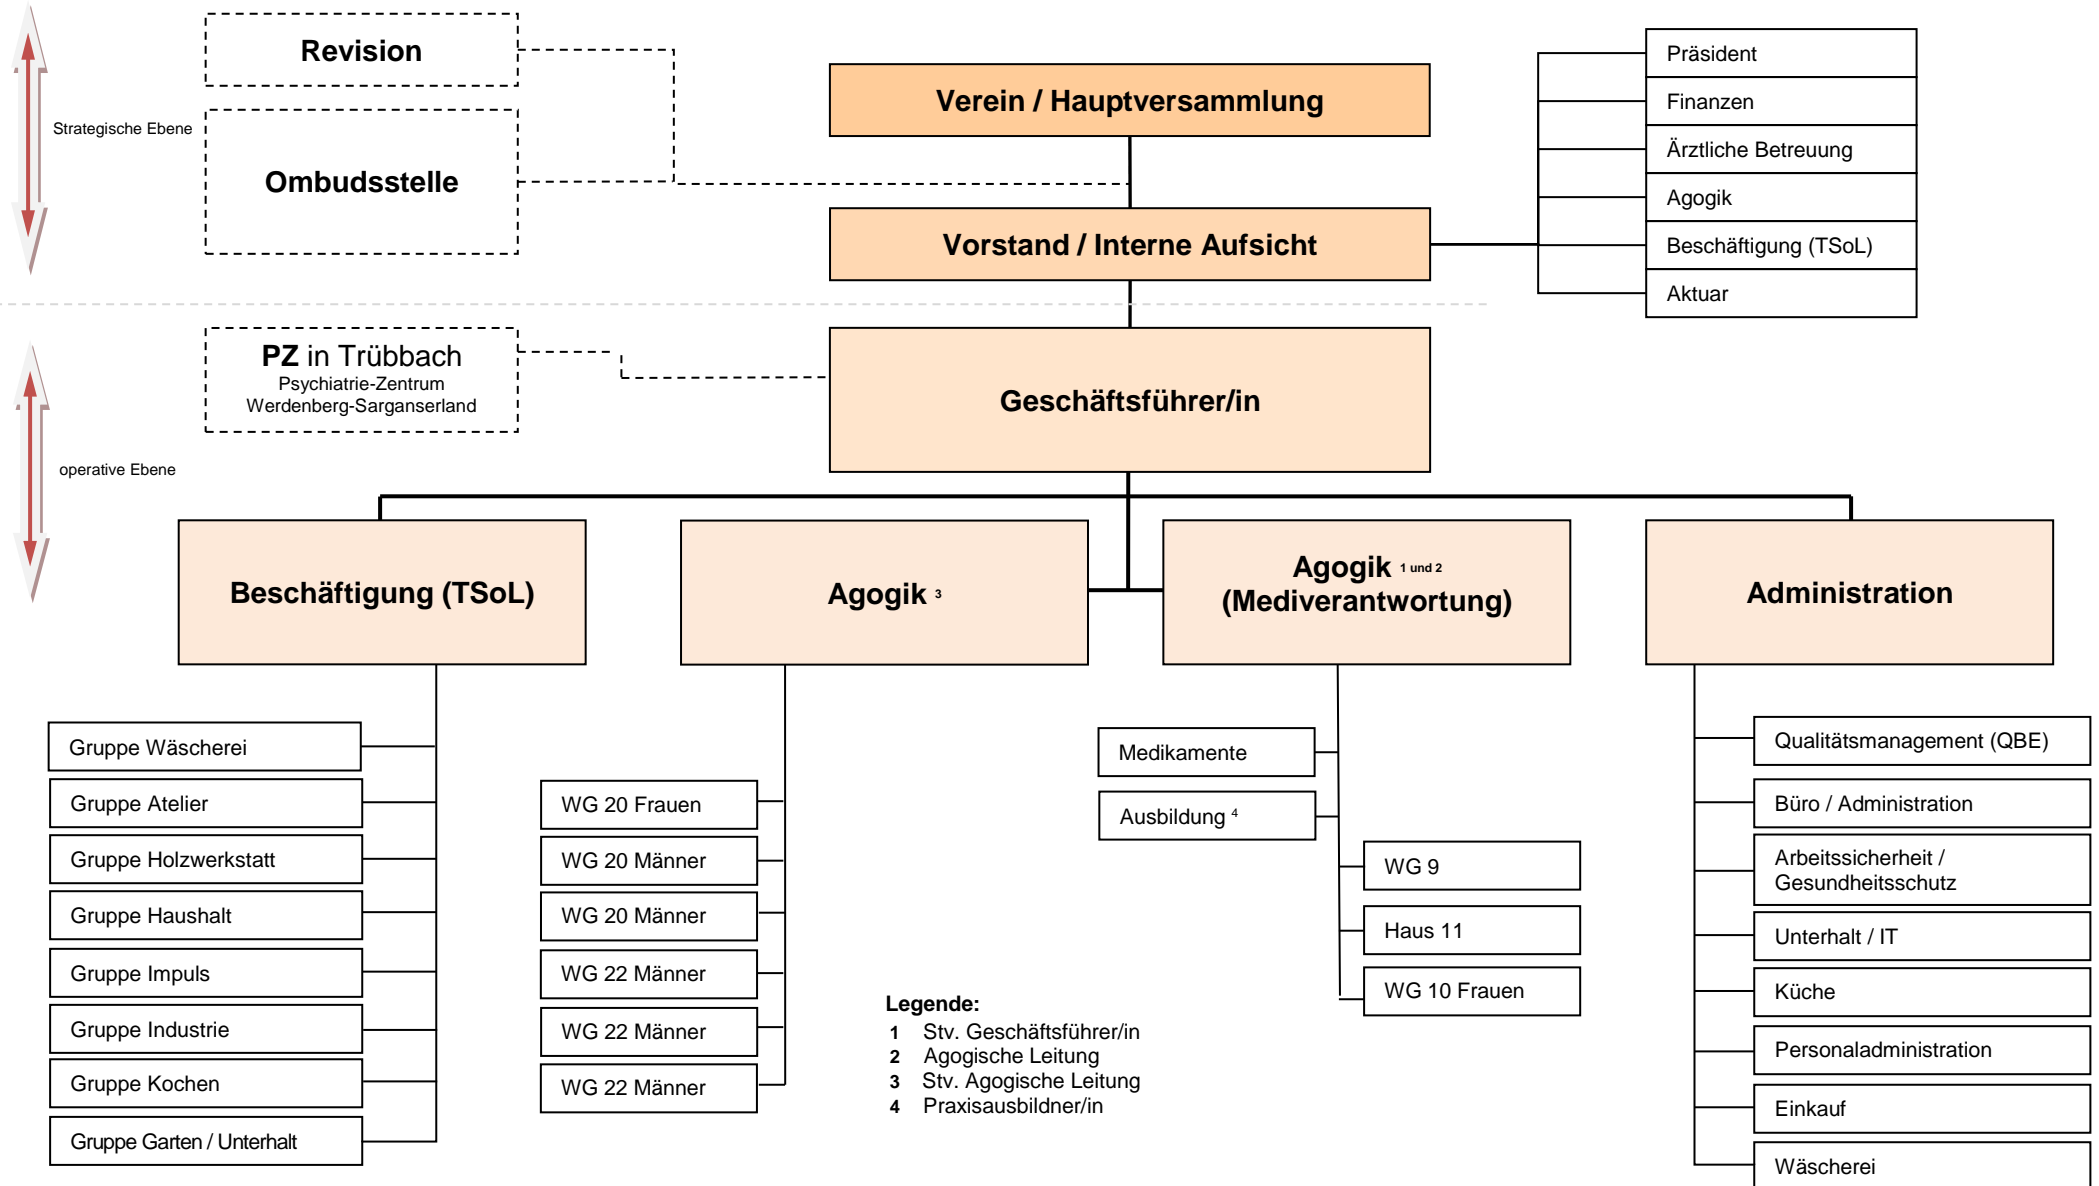 Revision
Strategische Ebene
Ombudsstelle
Verein / Hauptversammlung
Vorstand / Interne Aufsicht
Präsident
Finanzen
Ärztliche Betreuung
Agogik
Beschäftigung (TSoL)
Aktuar
PZ in Trübbach
Psychiatrie-Zentrum
Werdenberg-Sarganserland
operative Ebene
Geschäftsführer/in
Beschäftigung (TSoL)
Agogik 3
Agogik 1 und 2
(Mediverantwortung)
Administration
Gruppe Wäscherei
Gruppe Atelier
Gruppe Holzwerkstatt
Gruppe Haushalt
Gruppe Impuls
Gruppe Industrie
Gruppe Kochen
Gruppe Garten / Unterhalt
WG 20 Frauen
WG 20 Männer
WG 20 Männer
WG 22 Männer
WG 22 Männer
WG 22 Männer
Medikamente
Ausbildung 4
WG 9
Haus 11
WG 10 Frauen
Legende:
1 Stv. Geschäftsführer/in
2 Agogische Leitung
3 Stv. Agogische Leitung
4 Praxisausbildner/in
Qualitätsmanagement (QBE)
Büro / Administration
Arbeitssicherheit /
Gesundheitsschutz
Unterhalt / IT
Küche
Personaladministration
Einkauf
Wäscherei